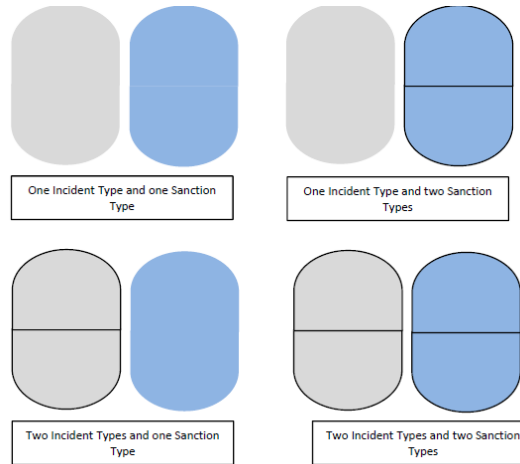 One Incident Type and one Sanction
Type
One Incident Type and two Sanction
Types
Two Incident Types and one Sanction
Type
Two Incident Types and two Sanction
Types